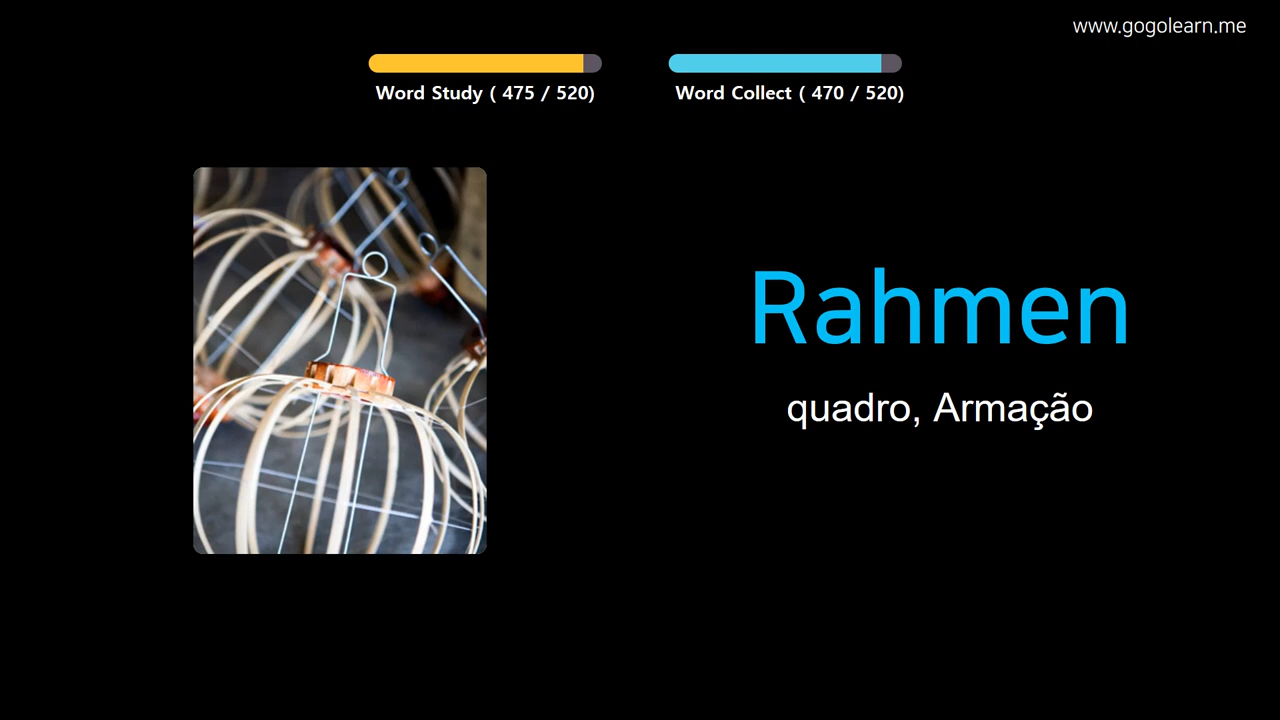 www.gogolearn.me
Word Study ( 475 / 520)
Word Collect ( 470 / 520)
Rahmen
quadro, Armação